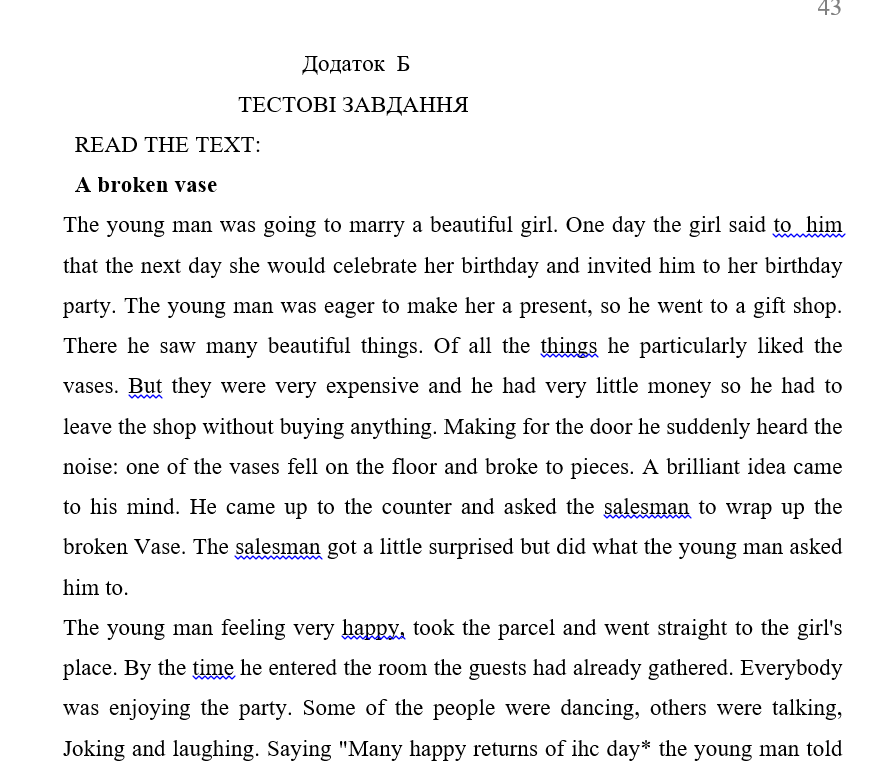 43
Додаток Б
ТЕСТОВІ ЗАВДАННЯ
READ THE TEXT:
A broken vase
The young man was going to marry a beautiful girl. One day the girl said to him
that the next day she would celebrate her birthday and invited him to her birthday
party. The young man was eager to make her a present, so he went to a gift shop.
There he saw many beautiful things. Of all the things he particularly liked the
vases. But they were very expensive and he had very little money so he had to
leave the shop without buying anything. Making for the door he suddenly heard the
noise: one of the vases fell on the floor and broke to pieces. A brilliant idea came
to his mind. He came up to the counter and asked the salesman to wrap up the
broken Vase. The salesman got a little surprised but did what the young man asked
him to.
The young man feeling very happy, took the parcel and went straight to the girl's
place. By the time he entered the room the guests had already gathered. Everybody
was enjoying the party. Some of the people were dancing, others were talking,
Joking and laughing. Saying "Many happy returns of ihc day* the young man told